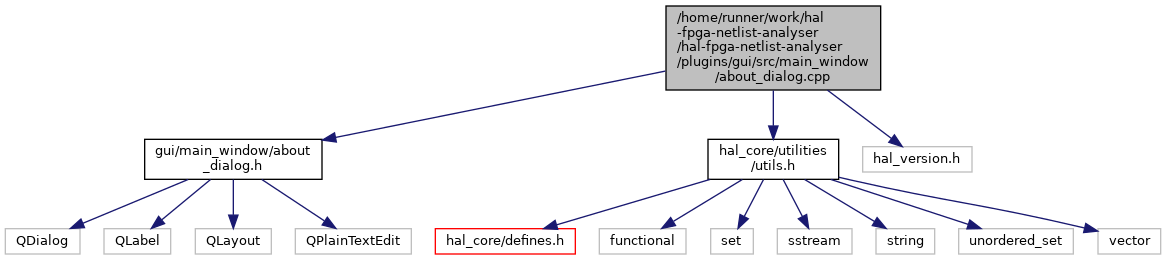 /home/runner/work/hal
-fpga-netlist-analyser
/hal-fpga-netlist-analyser
/plugins/gui/src/main_window
/about_dialog.cpp
gui/main_window/about
_dialog.h
hal_core/utilities
/utils.h
hal_version.h
QDialog
QLabel
QLayout
QPlainTextEdit
hal_core/defines.h
functional
set
sstream
string
unordered_set
vector